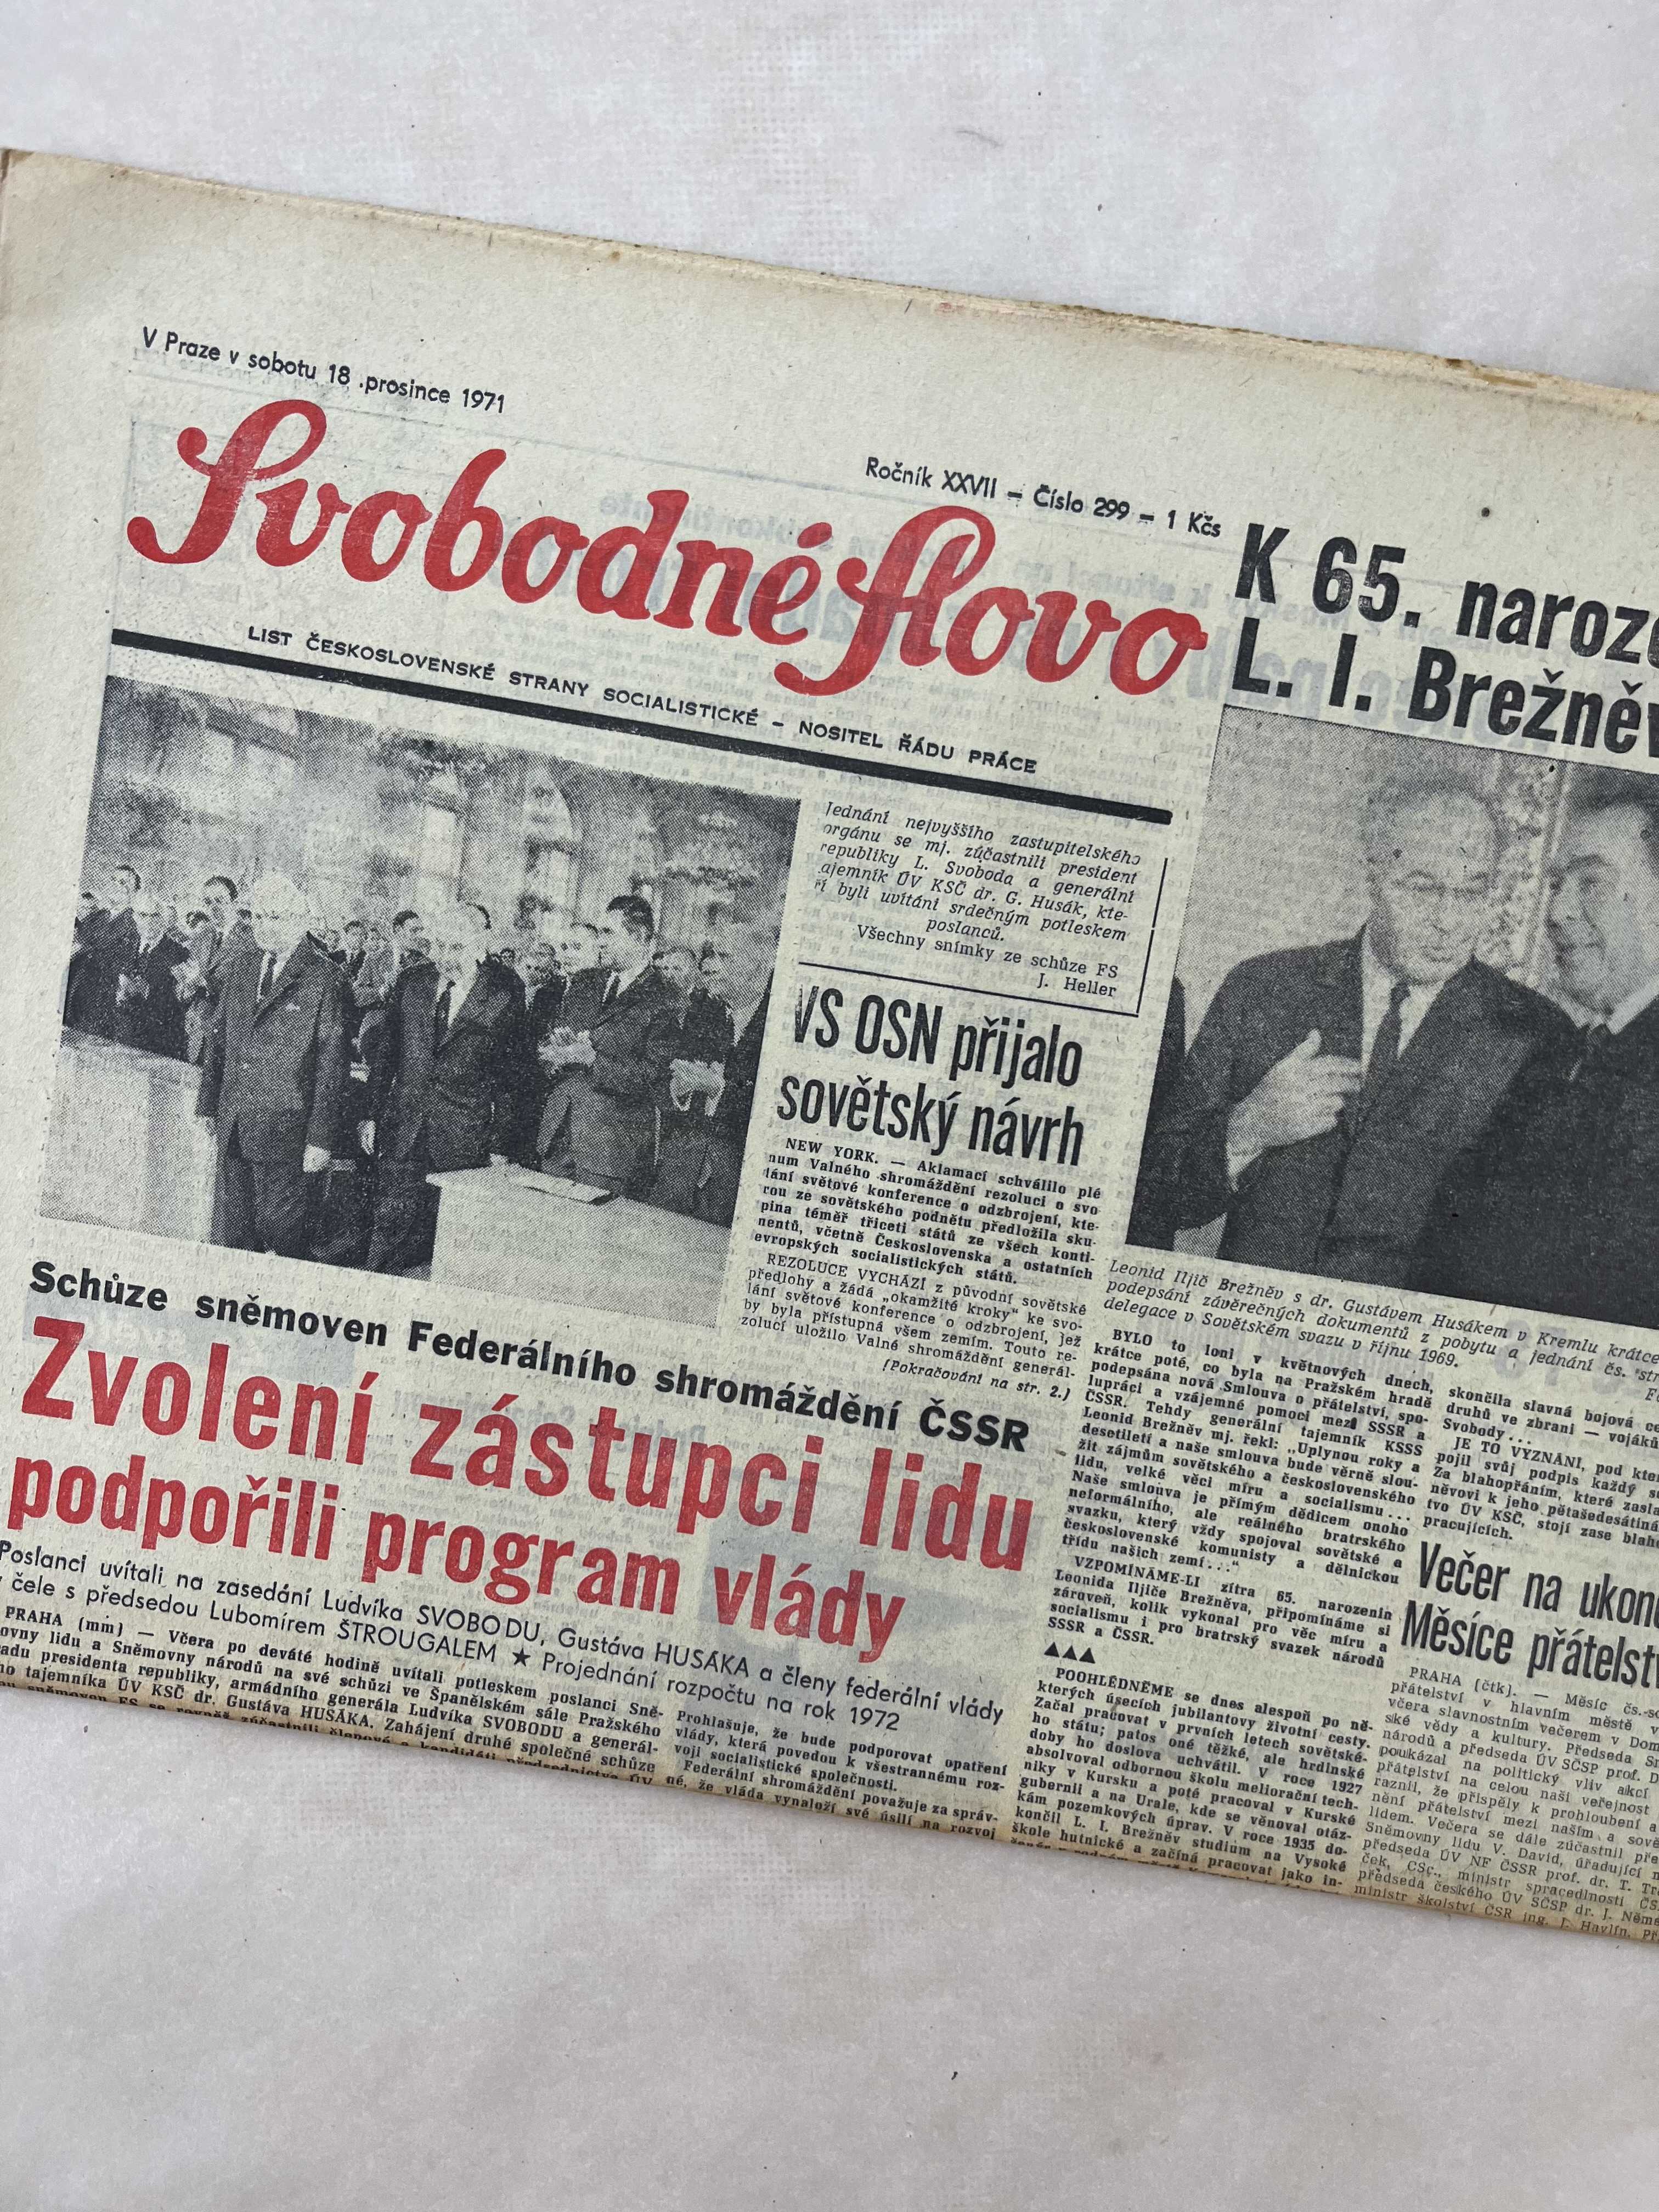 V Praze v sobotu 18 .prosince 1971
Ročník XXVII – Číslo 299 – 1 Kčs
Svobodné slovo
LIST ČESKOSLOVENSKÉ STRANY SOCIALISTICKÉ – NOSITEL ŘÁDU PRÁCE
Jednání nejvyššího zastupitelského
orgánu se mj. zúčastnili president
republiky L. Svoboda a generální
ajemník ÚV KSČ dr. G. Husák, kte-
ří byli uvítáni srdečným potleskem
poslanců.
Všechny snímky ze schůze FS
J. Heller
VS OSN přijalo
sovětský návrh
NEW YORK. — Aklamací schválilo plé
num Valného shromáždění rezoluci o svo
lání světové konference o odzbrojení, kte-
rou ze sovětského podnětu předložila sku-
pina téměř třiceti států ze všech konti-
nentů, včetně Československa a ostatních
evropských socialistických států.
REZOLUCE VYCHÁZÍ z původní sovětské
předlohy a žádá „okamžité kroky“ ke svo-
lání světové konference o odzbrojení, jež
by byla přístupná všem zemím. Touto re-
zolucí uložilo Valné shromáždění generál-
(Pokračování na str. 2.)
Schůze sněmoven Federálního shromáždění ČSSR
Zvolení zástupci lidu
podpořili program vlády
Poslanci uvítali na zasedání Ludvíka SVOBODU, Gustáva HUSÁKA a členy federální vlády
v čele s předsedou Lubomírem ŠTROUGALEM ★ Projednání rozpočtu na rok 1972
PRAHA (mm) — Včera po deváté hodině uvítali potleskem poslanci Sně-
ovny lidu a Sněmovny národů na své schůzi ve Španělském sále Pražského
adu presidenta republiky, armádního generála Ludvíka SVOBODU a generál-
ho tajemníka ÚV KSČ dr. Gustáva HUSÁKA. Zahájení druhé společné schůze
sněmoven FS se rovněž zúčastnili členové a kandidáti předsednictva ÚV
Prohlašuje, že bude podporovat opatření
vlády, která povedou k všestrannému roz-
voji socialistické společnosti.
Federální shromáždění považuje za správ-
né, že vláda vynaloží své úsilí na rozvoj
K 65. naroze
L. I. Brežněv
Leonid Iljič Brežněv s dr. Gustávem Husákem v Kremlu krátce
podepsání závěrečných dokumentů z pobytu a jednání čs. str
delegace v Sovětském svazu v říjnu 1969.
BYLO to loni v květnových dnech,
krátce poté, co byla na Pražském hradě
podepsána nová Smlouva o přátelství, spo-
lupráci a vzájemné pomoci mezi SSSR a
ČSSR. Tehdy generální tajemník KSSS
Leonid Brežněv mj. řekl: „Uplynou roky a
desetiletí a naše smlouva bude věrně slou-
žit zájmům sovětského a československého
lidu, velké věci míru a socialismu...
Naše smlouva je přímým dědicem onoho
neformálního, ale reálného bratrského
svazku, který vždy spojoval sovětské a
československé komunisty a dělnickou
třídu našich zemí...“
VZPOMÍNÁME-LI zítra 65. narozenin
Leonida Iljiče Brežněva, připomínáme si
zároveň, kolik vykonal pro věc míru a
socialismu i pro bratrský svazek národů
SSSR a ČSSR.
▲▲▲
POOHLÉDNĚME se dnes alespoň po ně-
kterých úsecích jubilantovy životní cesty.
Začal pracovat v prvních letech sovětské-
ho státu; patos oné těžké, ale hrdinské
doby ho doslova uchvátil. V roce 1927
absolvoval odbornou školu meliorační tech-
niky v Kursku a poté pracoval v Kurské
gubernii a na Urale, kde se věnoval otáz-
kám pozemkových úprav. V roce 1935 do-
končil L. I. Brežněv studium na Vysoké
škole hutnické a začíná pracovat jako in-
skončila slavná bojová ce
druhů ve zbrani — vojáků
Svobody...
JE TO VYZNÁNÍ, pod kte
pojil svůj podpis každý
Za blahopřáním, které zasla
něvovi k jeho pětašedesátiná
tvo ÚV KSČ, stojí zase blah
pracujících.
Večer na ukonč
Měsíce přátelstv
PRAHA (čtk). — Měsíc čs.-so
přátelství v hlavním městě v
včera slavnostním večerem v Dom
ské vědy a kultury. Předseda Sn
národů a předseda ÚV SČSP prof. D
poukázal na politický vliv akcí
přátelství na celou naši veřejnost
raznil, že přispěly k prohloubení a
nění přátelství mezi naším a sově
lidem. Večera se dále zúčastnil pře
Sněmovny lidu V. David, úřadující
předseda ÚV NF ČSSR prof. dr. T. Tr
ček, CSc., ministr spravedlnosti ČS
předseda českého ÚV SČSP dr. J. Něm
ministr školství ČSR ing. J. Havlín. Př